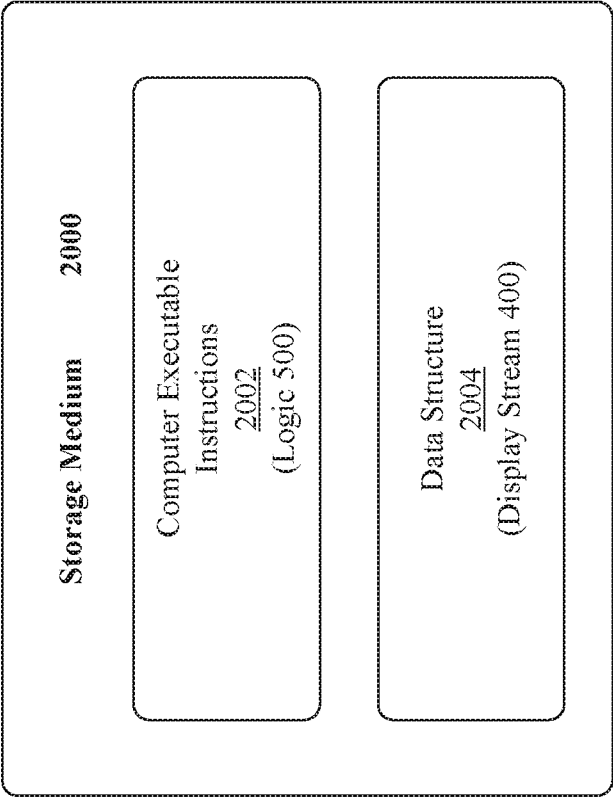 Storage Medium 2000
Computer Executable
Instructions
2002
(Logic 500)
Data Structure
2004
(Display Stream 400)